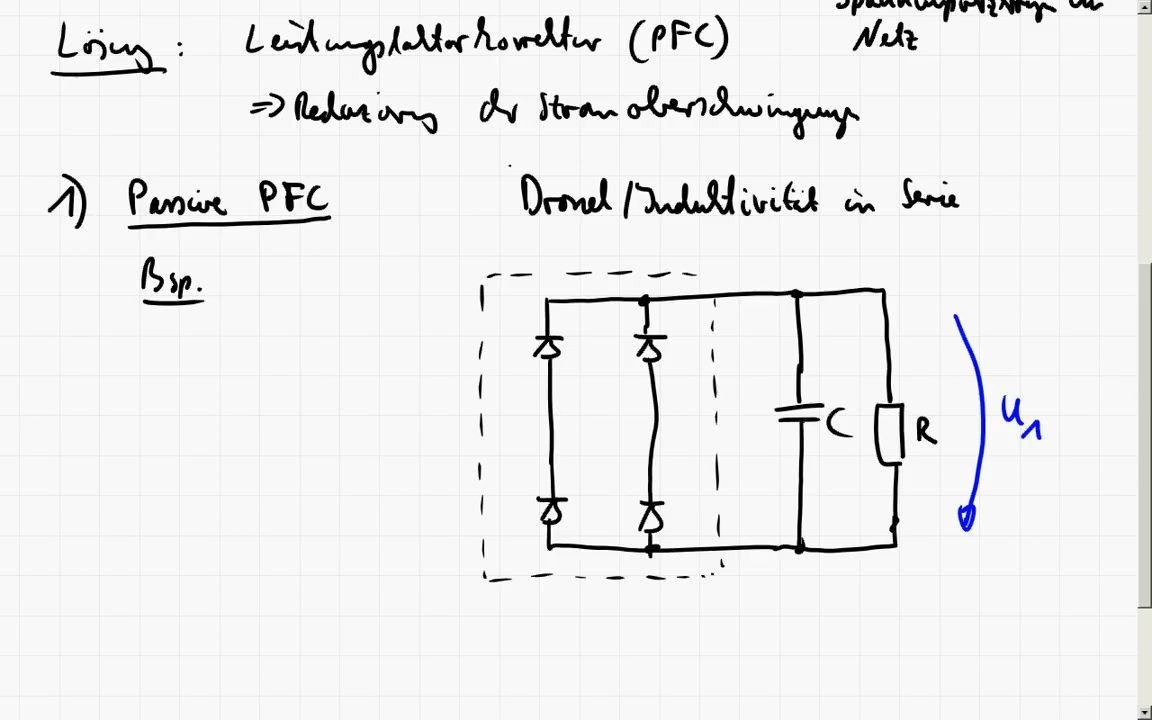 Netz
Lösung: Leistungsfaktorkorrektur (PFC)
=> Reduzierung der Stromoberschwingungen
1) Passive PFC Drossel/Induktivität in Serie
Bsp.
C
R
u1